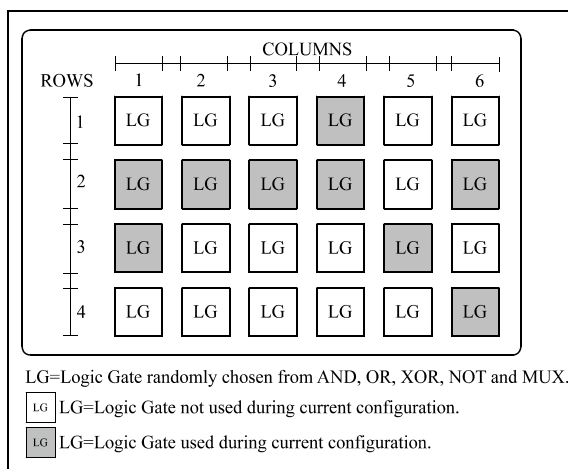 COLUMNS
ROWS 1 2 3 4 5 6
1 LG LG LG LG LG LG
2 LG LG LG LG LG LG
3 LG LG LG LG LG LG
4 LG LG LG LG LG LG
LG=Logic Gate randomly chosen from AND, OR, XOR, NOT and MUX.
LG LG=Logic Gate not used during current configuration.
LG LG=Logic Gate used during current configuration.